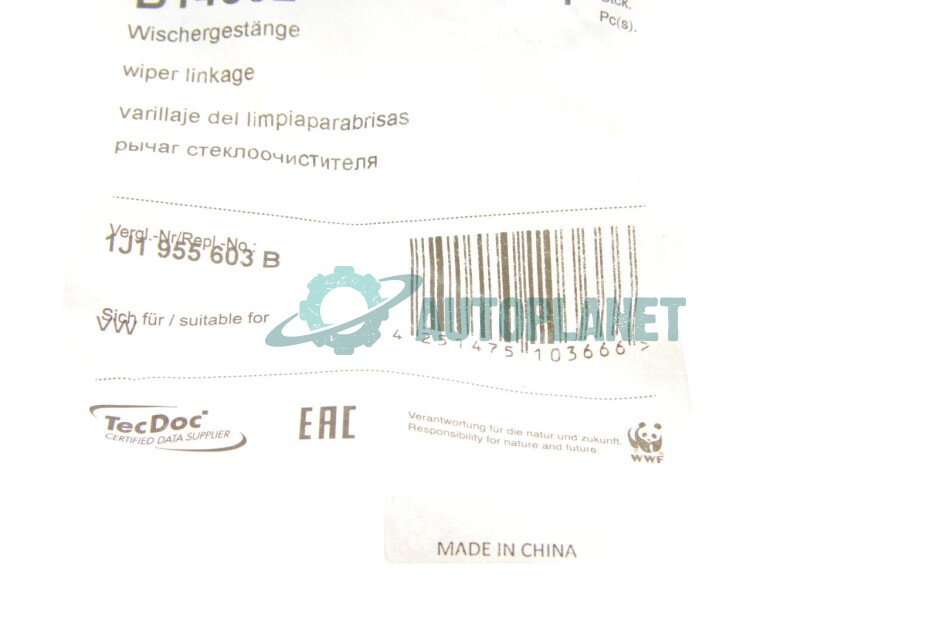 Pc(s).
Wischergestänge
wiper linkage
varillaje del limpiaparabrisas
рычаг стеклоочистителя
Vergl.-Nr/Repl.-No.:
1J1 955 603 B
Sich für / suitable for
VW
AUTOPLANET
4 251475 103666 >
TecDoc
CERTIFIED DATA SUPPLIER
EAC
Verantwortung für die natur und zukunft.
Responsibility for nature and future.
WWF
MADE IN CHINA